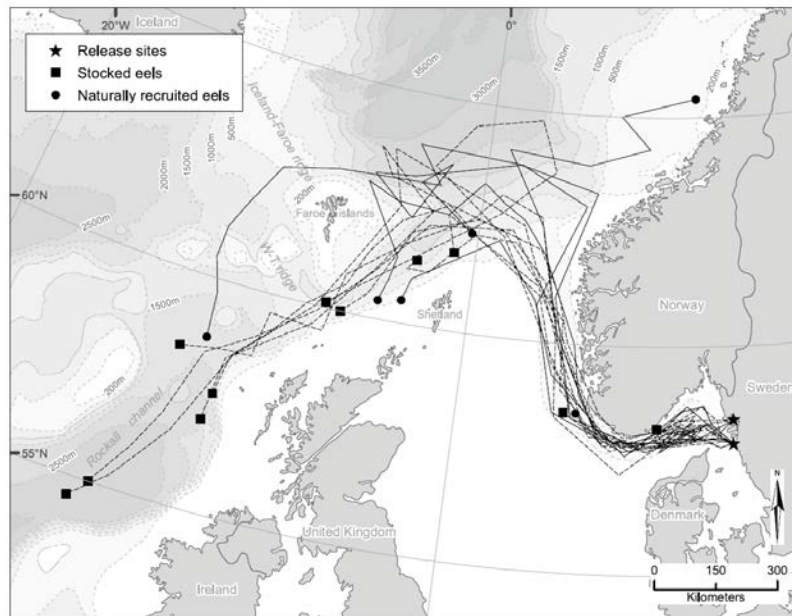 Iceland
20°W
0°
Release sites
Stocked eels
Naturally recruited eels
3500m
3000m
1500m
1000m
500m
200m
Iceland-Faroe ridge
500m
1000m
1500m
2000m
2500m
200m
60°N
Faroe Islands
W-T ridge
1500m
Norway
Shetland
200m
Sweden
Rockall channel
55°N
2500m
N
Denmark
United Kingdom
Ireland
0 150 300
Kilometers